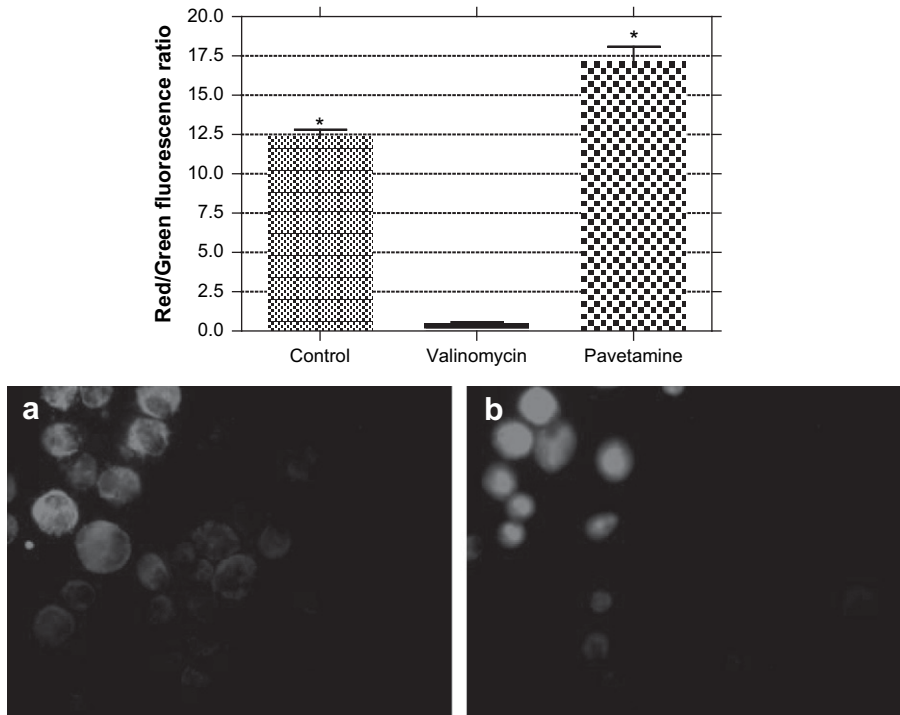 Red/Green fluorescence ratio
20.0
17.5
15.0
12.5
10.0
7.5
5.0
2.5
0.0
*
*
Control
Valinomycin
Pavetamine
a
b